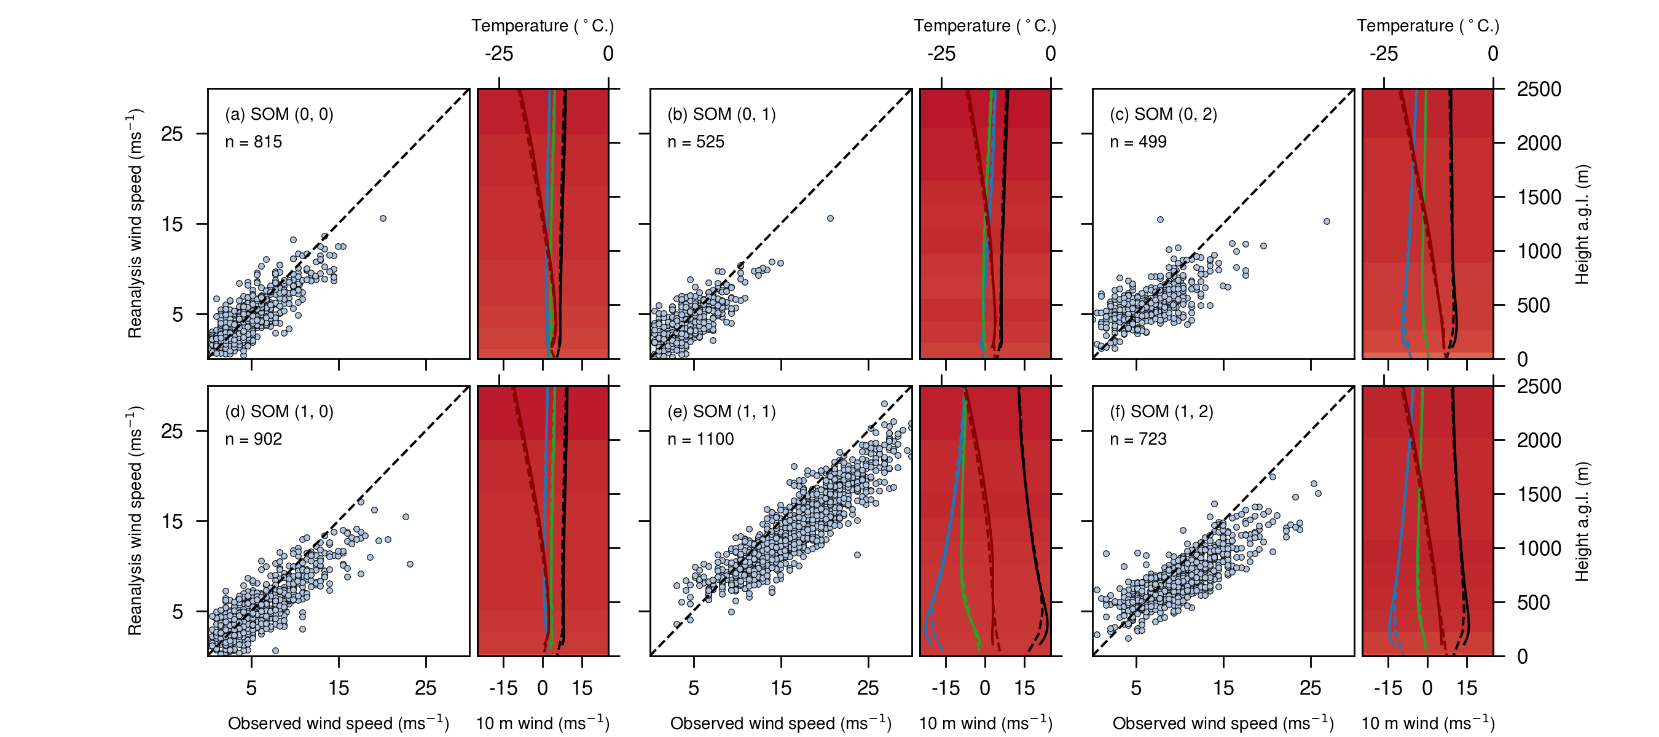 Temperature (°C.)
Temperature (°C.)
Temperature (°C.)
-25 0
-25 0
-25 0
(a) SOM (0, 0)
n = 815
(b) SOM (0, 1)
n = 525
(c) SOM (0, 2)
n = 499
Reanalysis wind speed (ms⁻¹)
25
15
5
2500
2000
1500
1000
500
0
Height a.g.l. (m)
(d) SOM (1, 0)
n = 902
(e) SOM (1, 1)
n = 1100
(f) SOM (1, 2)
n = 723
Reanalysis wind speed (ms⁻¹)
25
15
5
2500
2000
1500
1000
500
0
Height a.g.l. (m)
5 15 25
-15 0 15
5 15 25
-15 0 15
5 15 25
-15 0 15
Observed wind speed (ms⁻¹)
10 m wind (ms⁻¹)
Observed wind speed (ms⁻¹)
10 m wind (ms⁻¹)
Observed wind speed (ms⁻¹)
10 m wind (ms⁻¹)